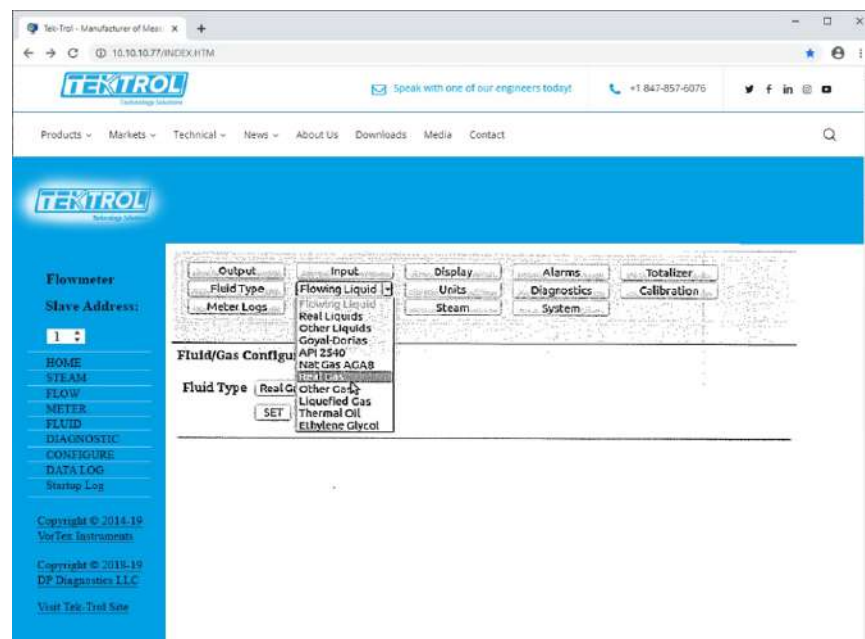 Tek-Trol - Manufacturer of Meas
10.10.10.77/INDEX.HTM
TEKTROL
Technology Solutions
Speak with one of our engineers today!
+1 847-857-6076
Products Markets Technical News About Us Downloads Media Contact
TEKTROL
Technology Solutions
Flowmeter
Slave Address:
1
HOME
STEAM
FLOW
METER
FLUID
DIAGNOSTIC
CONFIGURE
DATA LOG
Startup Log
Copyright © 2014-19
VorTex Instruments
Copyright © 2018-19
DP Diagnostics LLC
Visit Tek-Trol Site
Output Input Display Alarms Totalizer
Fluid Type Flowing Liquid Units Diagnostics Calibration
Meter Logs Steam System
Flowing Liquid
Real Liquids
Other Liquids
Goyal-Dorias
API 2540
Nat Gas AGA8
Real Gas
Other Gas
Liquefied Gas
Thermal Oil
Ethylene Glycol
Fluid/Gas Configu
Fluid Type Real G
SET